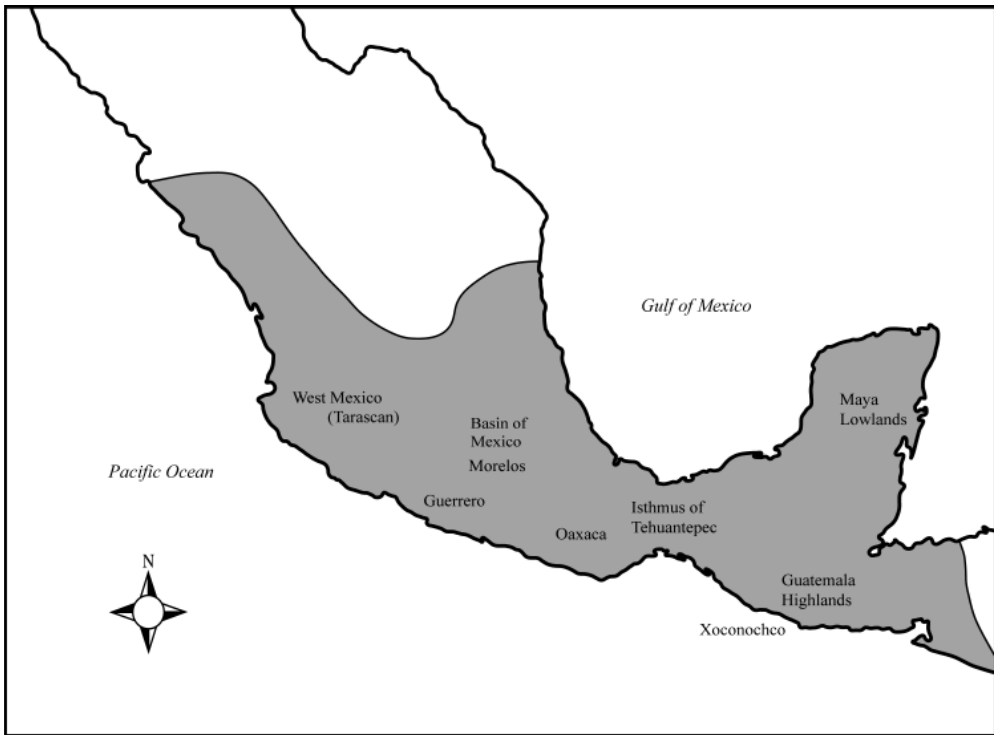 Gulf of Mexico
West Mexico
(Tarascan)
Maya
Lowlands
Basin of
Mexico
Morelos
Pacific Ocean
Guerrero
Isthmus of
Tehuantepec
Oaxaca
N
Guatemala
Highlands
Xoconochco